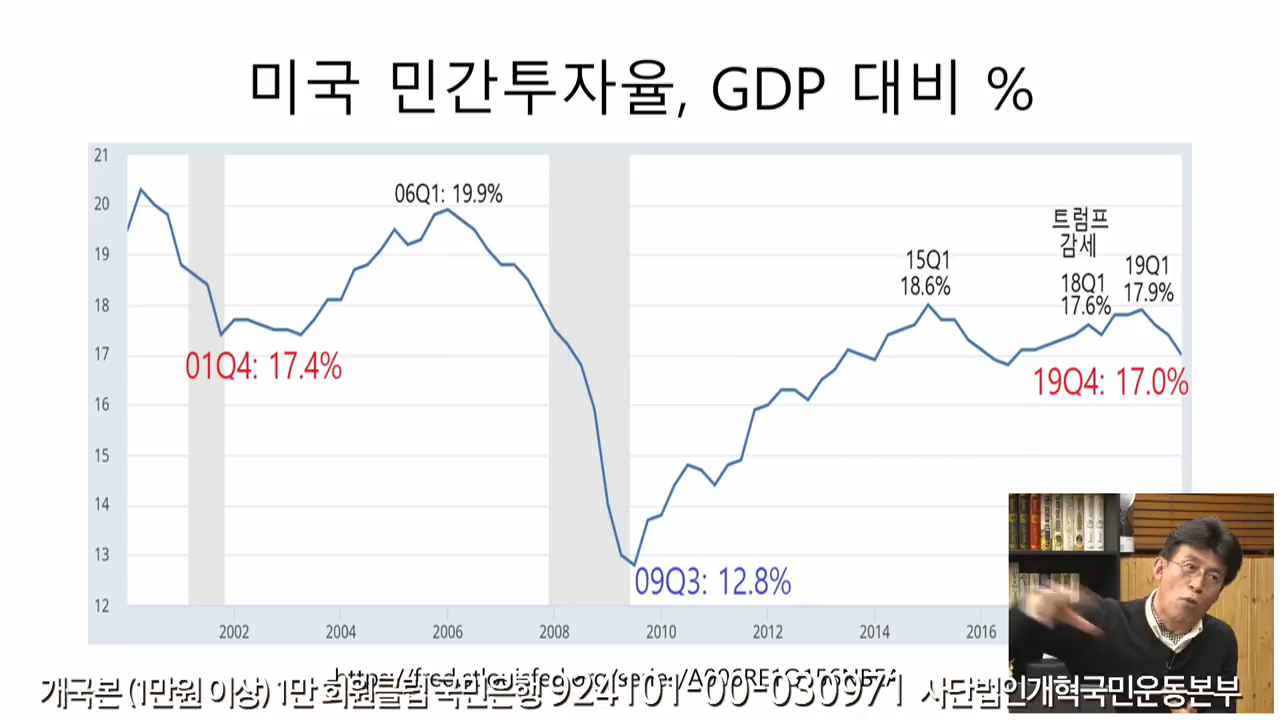 미국 민간투자율, GDP 대비 %
21
20
19
18
17
16
15
14
13
12
06Q1: 19.9%
트럼프
감세
15Q1
18.6%
18Q1
17.6%
19Q1
17.9%
01Q4: 17.4%
19Q4: 17.0%
09Q3: 12.8%
2002 2004 2006 2008 2010 2012 2014 2016
개국본 (1만원 이상) 1만 회원클럽 국민은행 924101-00-030971 사단법인개혁국민운동본부